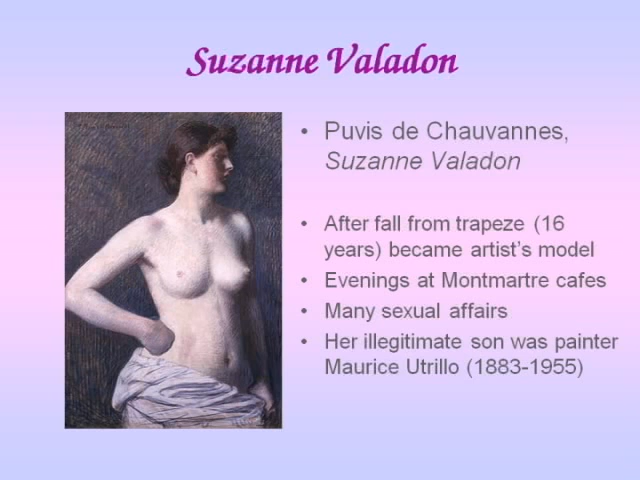 Suzanne Valadon
• Puvis de Chauvannes,
Suzanne Valadon
• After fall from trapeze (16
years) became artist's model
• Evenings at Montmartre cafes
• Many sexual affairs
• Her illegitimate son was painter
Maurice Utrillo (1883-1955)